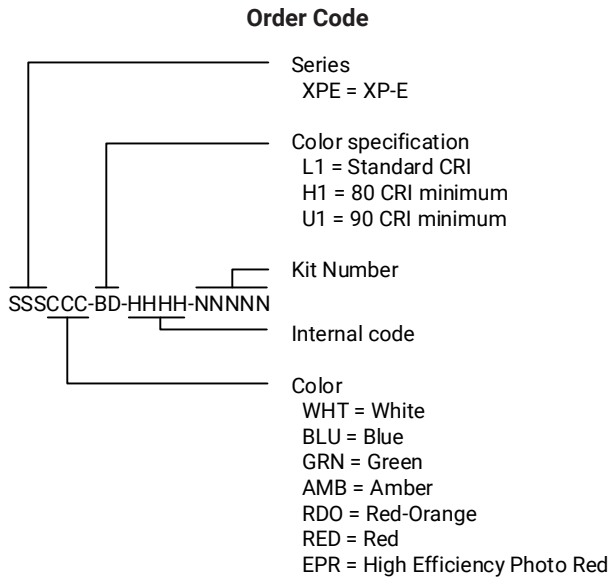 Order Code
Series
XPE = XP-E
Color specification
L1 = Standard CRI
H1 = 80 CRI minimum
U1 = 90 CRI minimum
Kit Number
SSSCCC-BD-HHHH-NNNNN
Internal code
Color
WHT = White
BLU = Blue
GRN = Green
AMB = Amber
RDO = Red-Orange
RED = Red
EPR = High Efficiency Photo Red